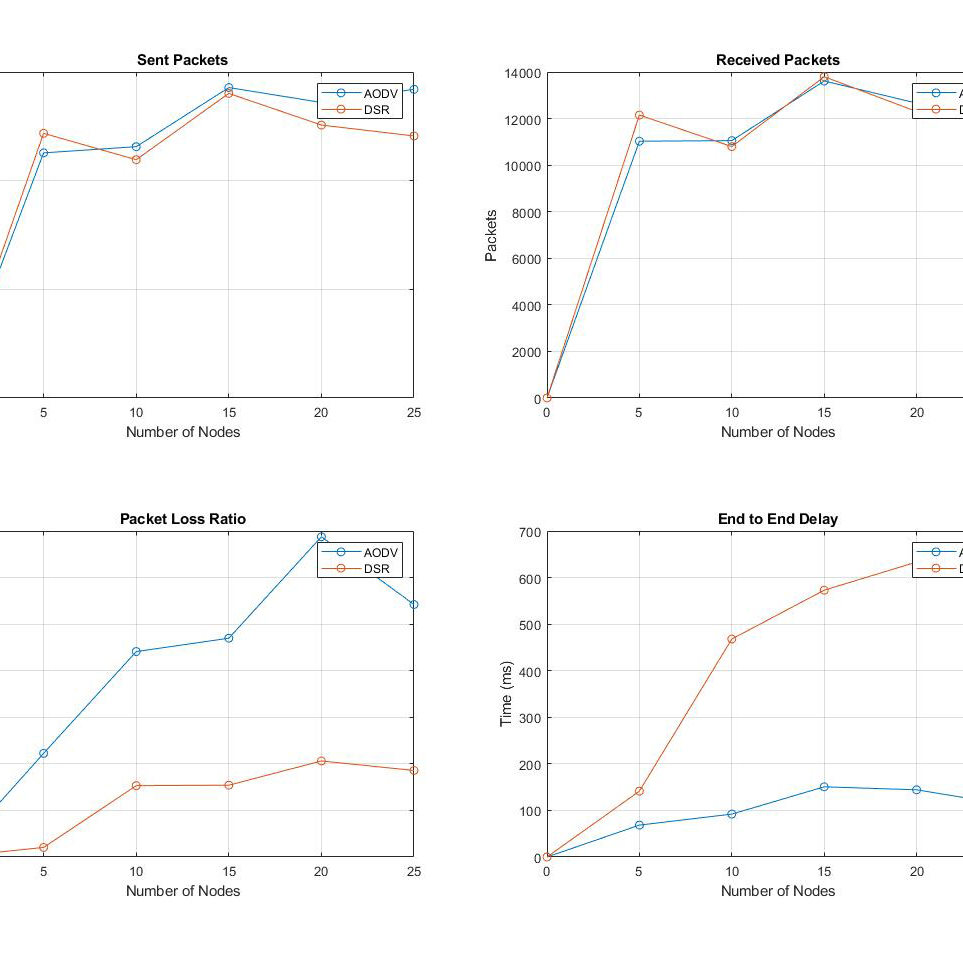 Sent Packets
AODV
DSR
5 10 15 20 25
Number of Nodes
Received Packets
14000
12000
10000
8000
6000
4000
2000
0
Packets
0 5 10 15 20
Number of Nodes
Packet Loss Ratio
AODV
DSR
5 10 15 20 25
Number of Nodes
End to End Delay
700
600
500
400
300
200
100
0
Time (ms)
0 5 10 15 20
Number of Nodes